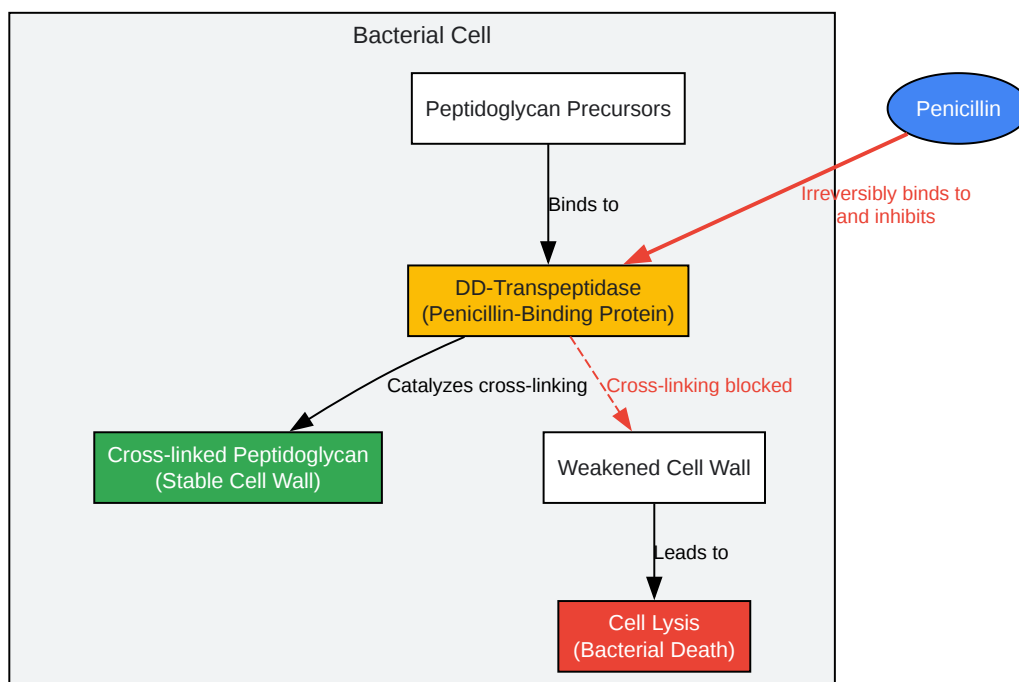 Bacterial Cell
Peptidoglycan Precursors
Penicillin
Irreversibly binds to
and inhibits
Binds to
DD-Transpeptidase
(Penicillin-Binding Protein)
Catalyzes cross-linking
Cross-linking blocked
Cross-linked Peptidoglycan
(Stable Cell Wall)
Weakened Cell Wall
Leads to
Cell Lysis
(Bacterial Death)